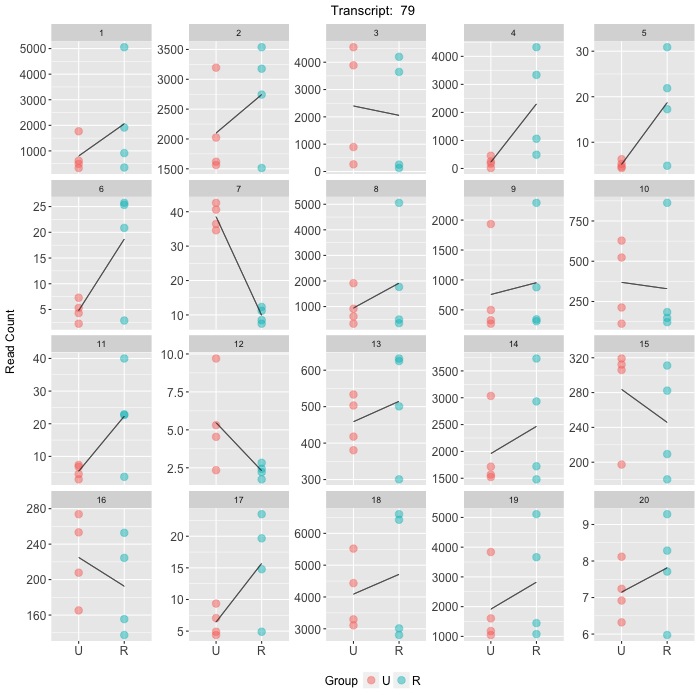 Transcript: 79
1 2 3 4 5
5000 4000 3000 2000 1000
3500 3000 2500 2000 1500
4000 3000 2000 1000 0
4000 3000 2000 1000 0
30 20 10
6 7 8 9 10
25 20 15 10 5
40 30 20 10
5000 4000 3000 2000 1000
2000 1500 1000 500
750 500 250
Read Count
11 12 13 14 15
40 30 20 10
10.0 7.5 5.0 2.5
600 500 400 300
3500 3000 2500 2000 1500
320 280 240 200
16 17 18 19 20
280 240 200 160
20 15 10 5
6000 5000 4000 3000
5000 4000 3000 2000 1000
9 8 7 6
U R U R U R U R U R
Group U R